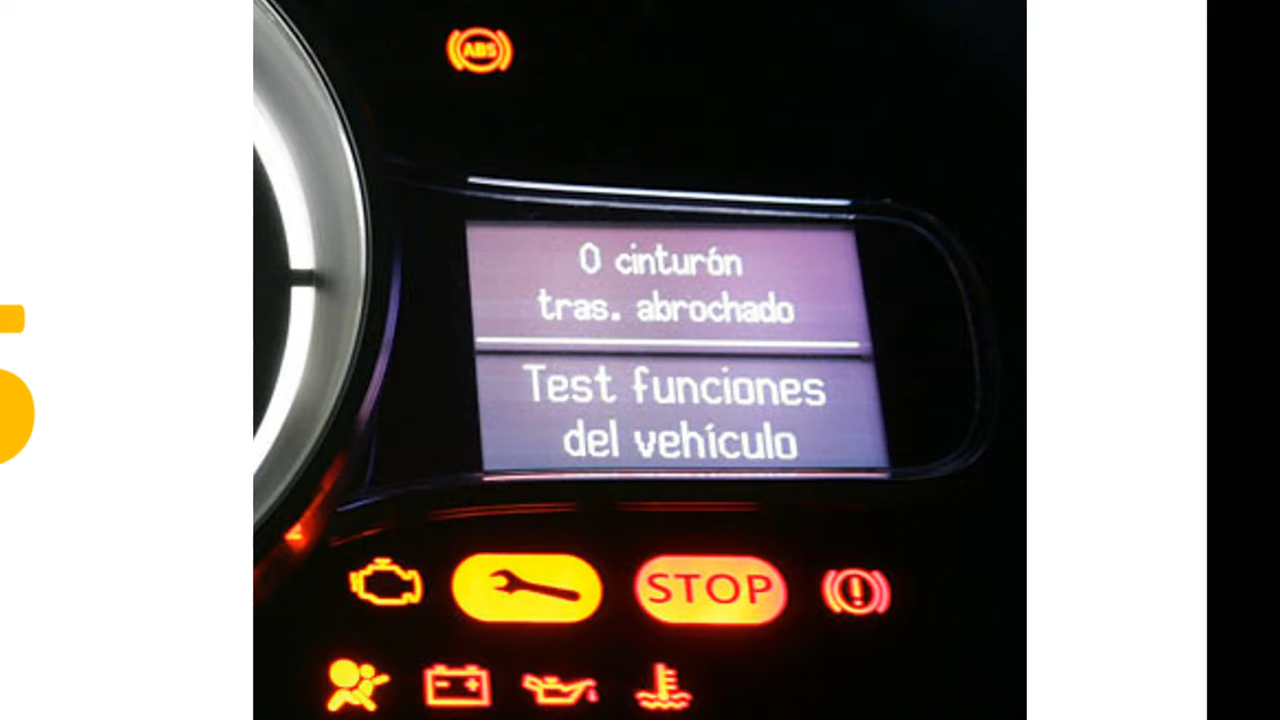 ABS
0 cinturón
tras. abrochado
Test funciones
del vehículo
STOP